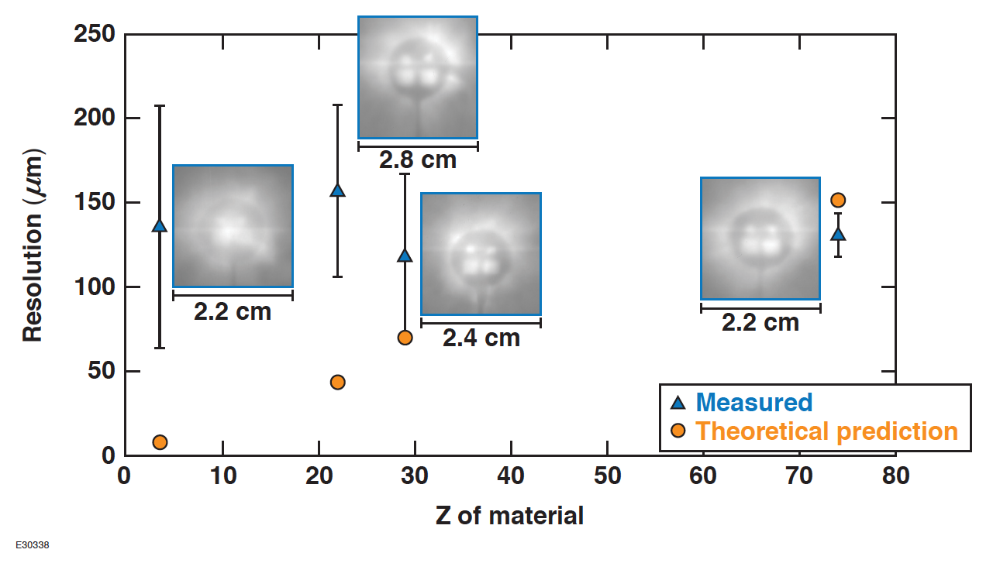 250
200
150
100
50
0
Resolution (μm)
2.8 cm
2.2 cm
2.4 cm
2.2 cm
Measured
Theoretical prediction
0 10 20 30 40 50 60 70 80
Z of material
E30338